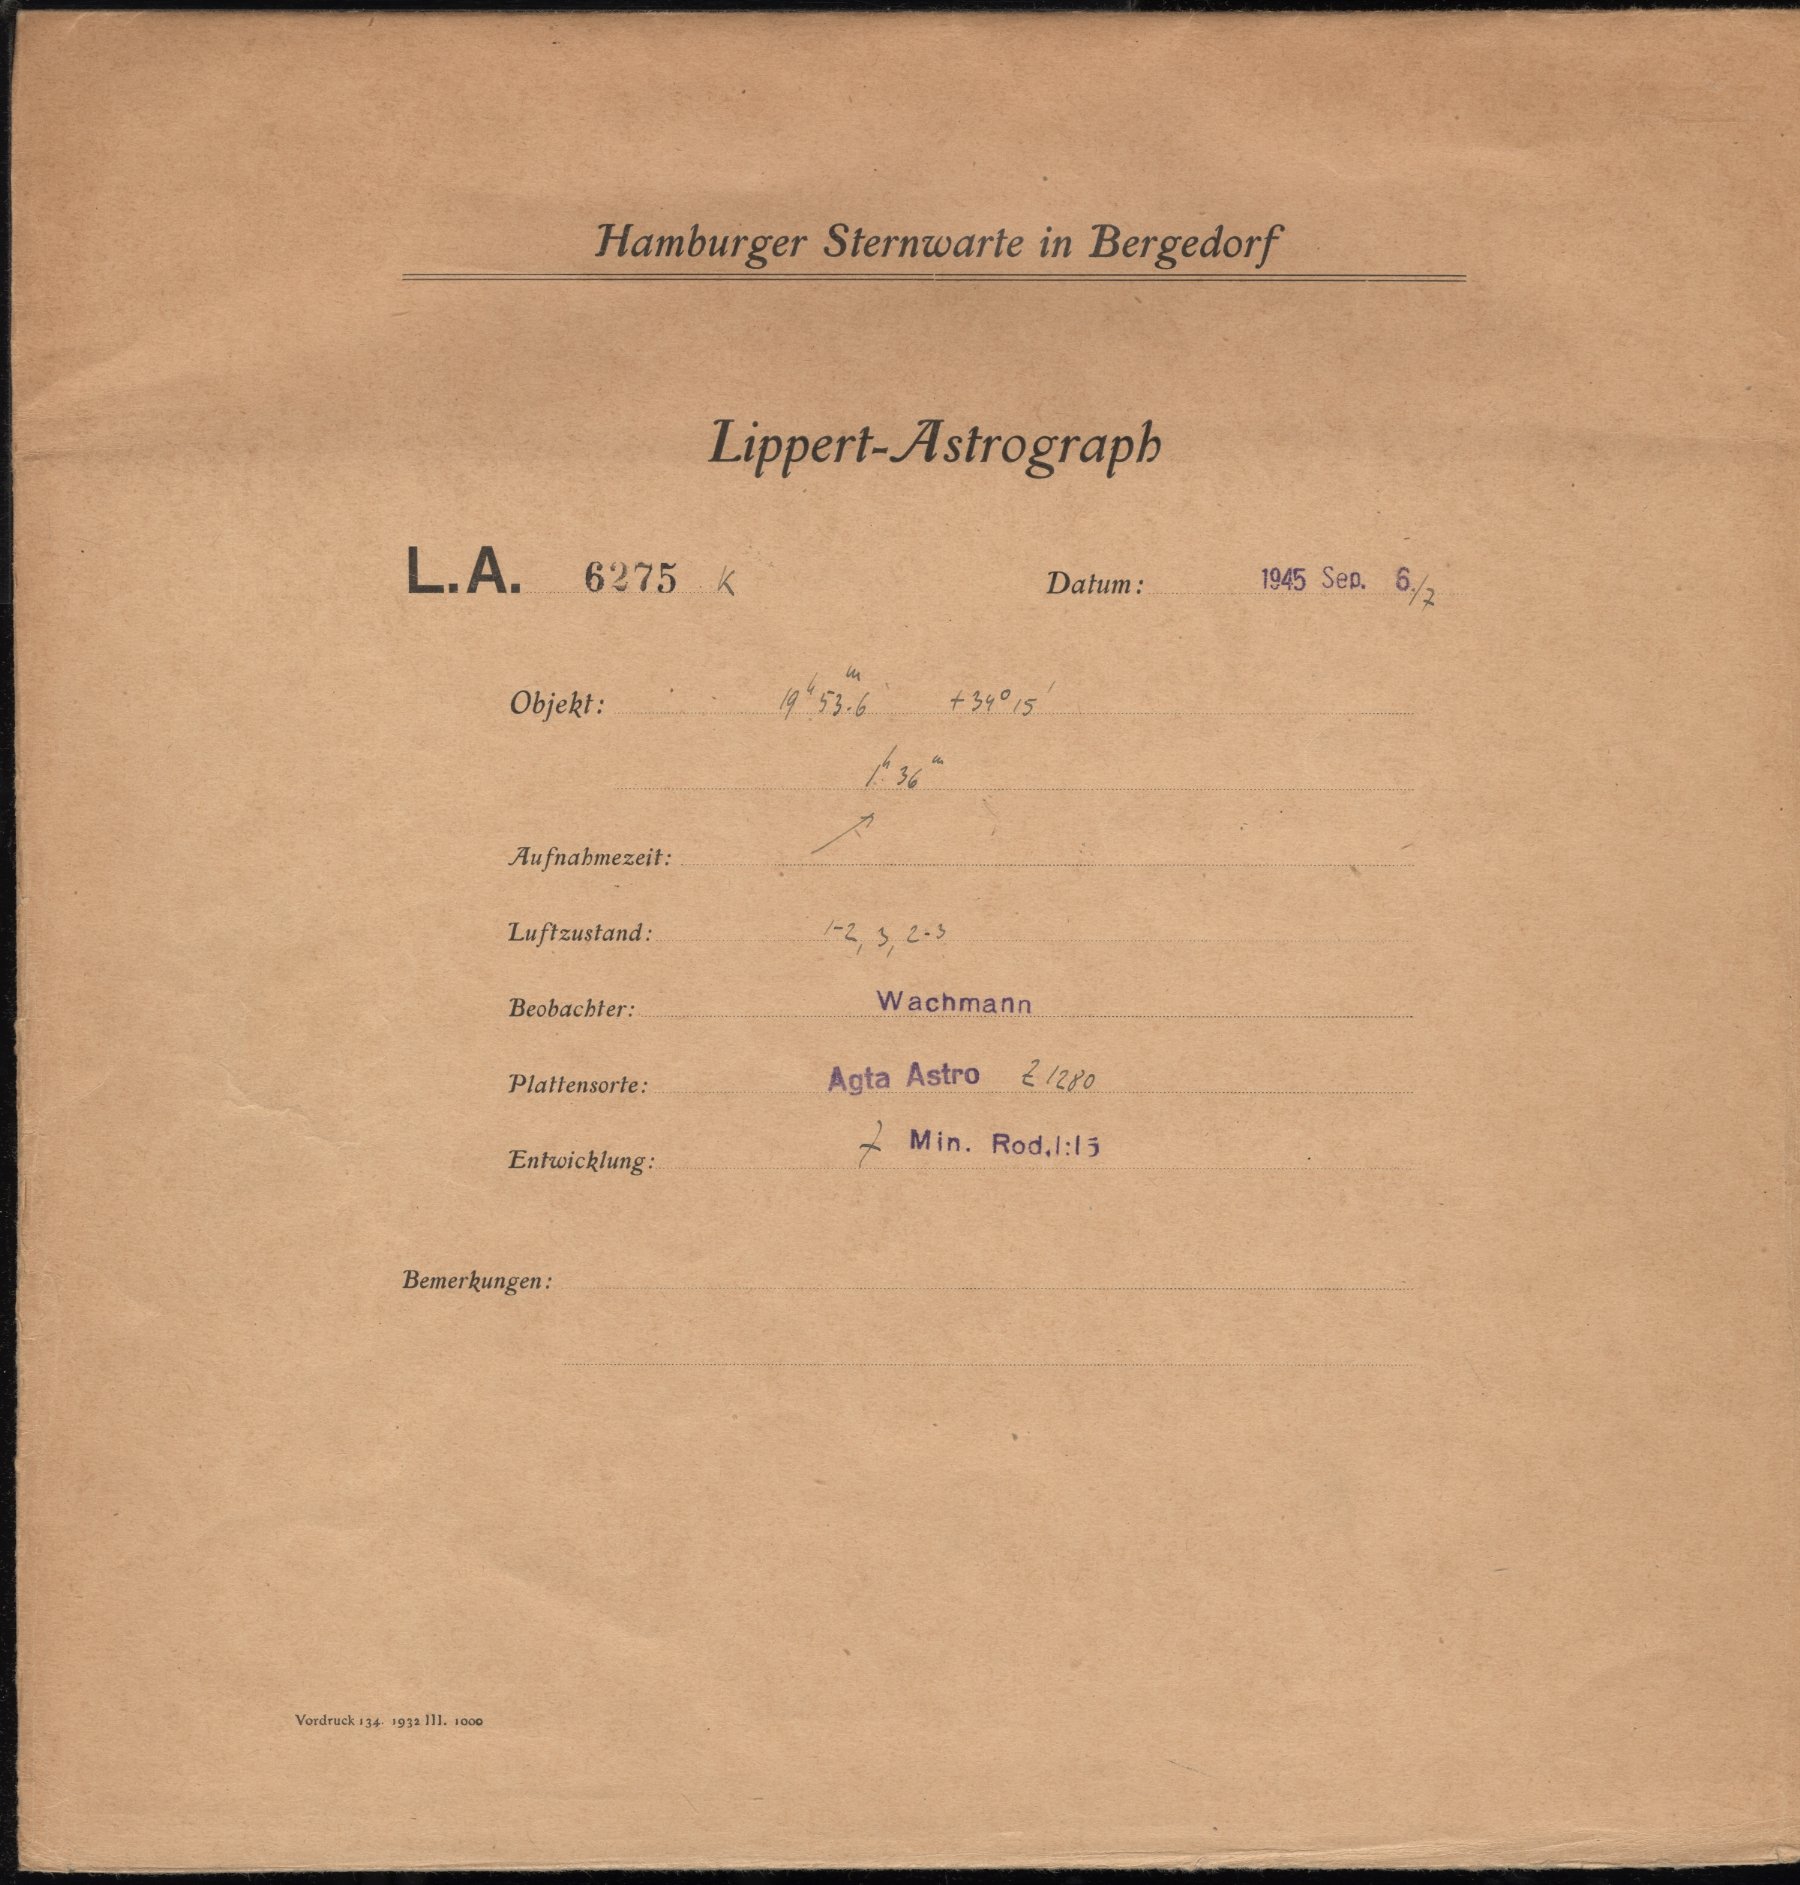 Hamburger Sternwarte in Bergedorf
Lippert-Astrograph
L.A. 6275 K Datum: 1945 Sep. 6./7
Objekt: 19h 53.6m +34° 15'
1h 36m
Aufnahmezeit: ↗
Luftzustand: 1-2, 3, 2-3
Beobachter: Wachmann
Plattensorte: Agfa Astro Z 1280
Entwicklung: 7 Min. Rod. 1:15
Bemerkungen:
Vordruck 134. 1932 III. 1000